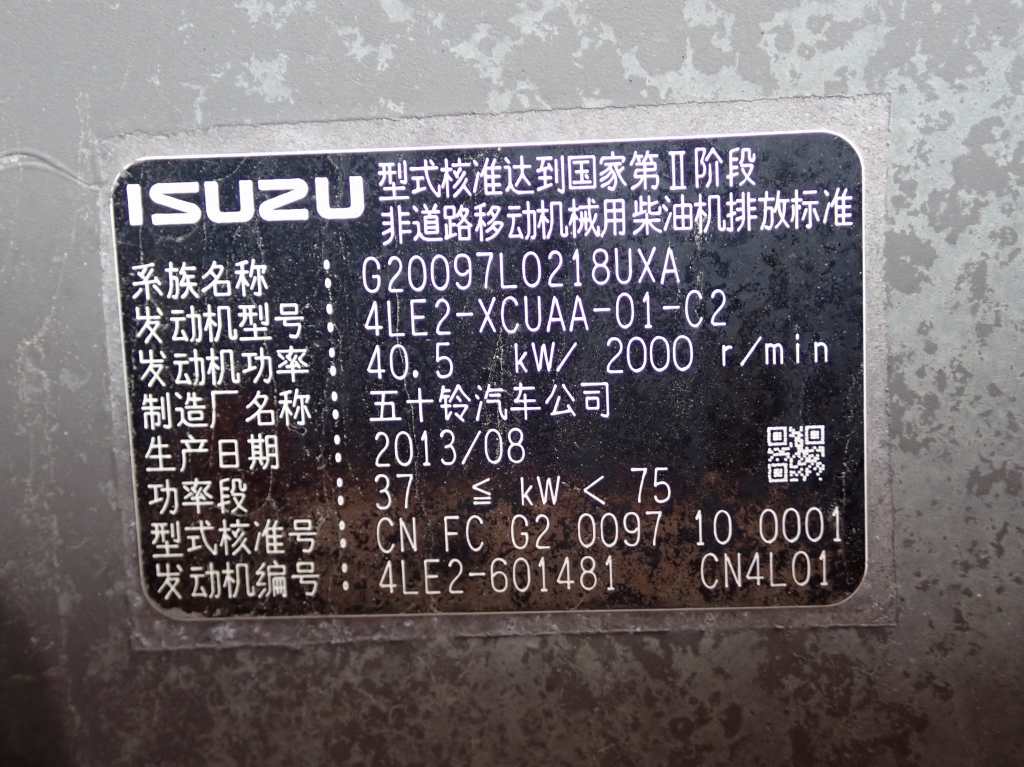 ISUZU 型式核准达到国家第Ⅱ阶段
非道路移动机械用柴油机排放标准
系族名称 : G20097L0218UXA
发动机型号 : 4LE2-XCUAA-01-C2
发动机功率 : 40.5 kW/ 2000 r/min
制造厂名称 : 五十铃汽车公司
生产日期 : 2013/08
功率段 : 37 ≦ kW < 75
型式核准号 : CN FC G2 0097 10 0001
发动机编号 : 4LE2-601481 CN4L01